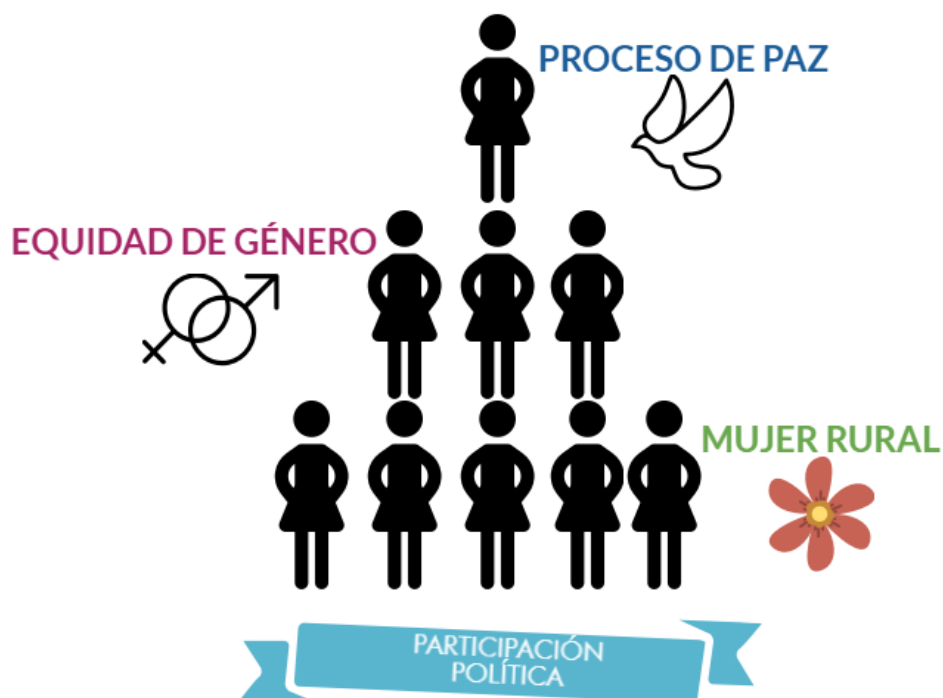 PROCESO DE PAZ
EQUIDAD DE GÉNERO
MUJER RURAL
PARTICIPACIÓN
POLÍTICA